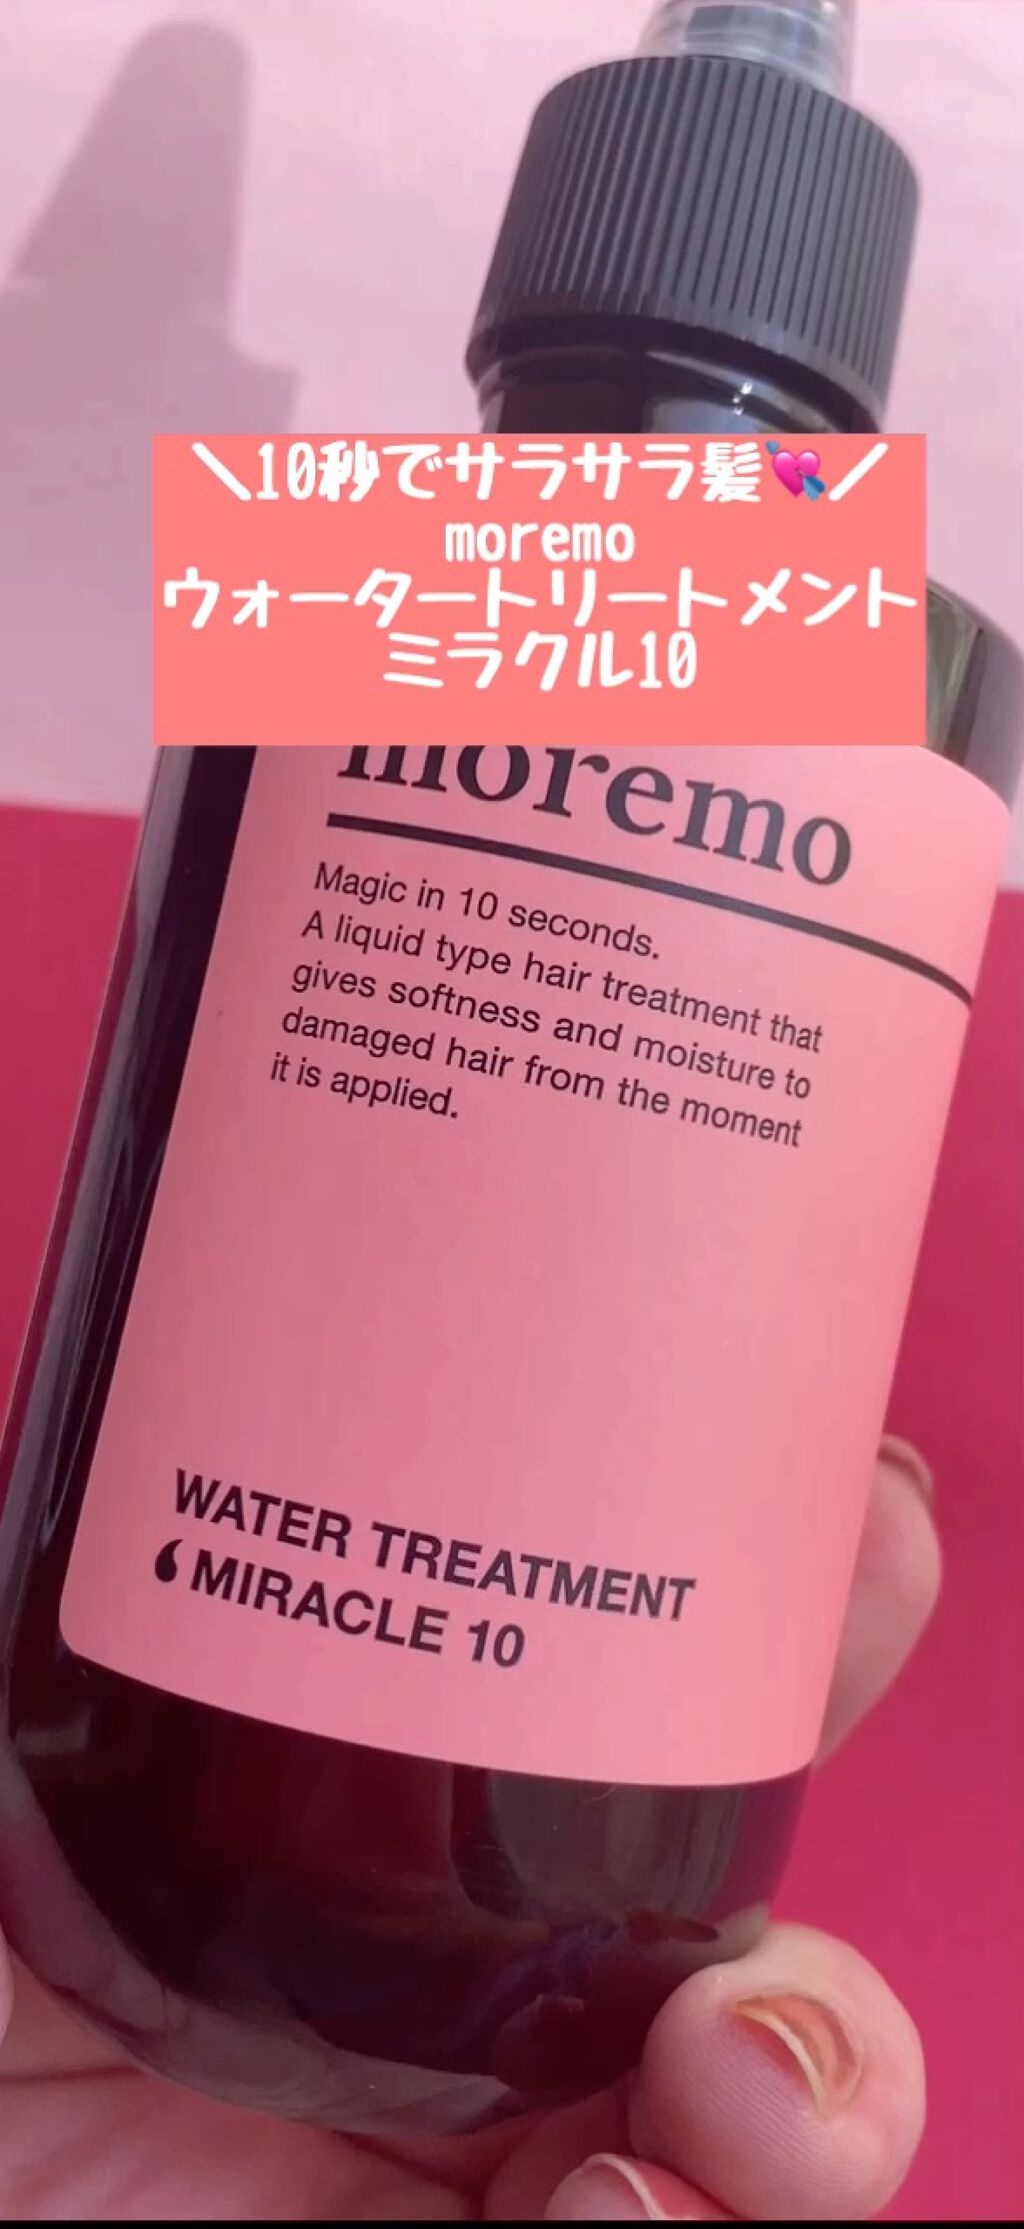 ＼10秒でサラサラ髪💘／
moremo
ウォータートリートメント
ミラクル10
moremo
Magic in 10 seconds.
A liquid type hair treatment that
gives softness and moisture to
damaged hair from the moment
it is applied.
WATER TREATMENT
MIRACLE 10